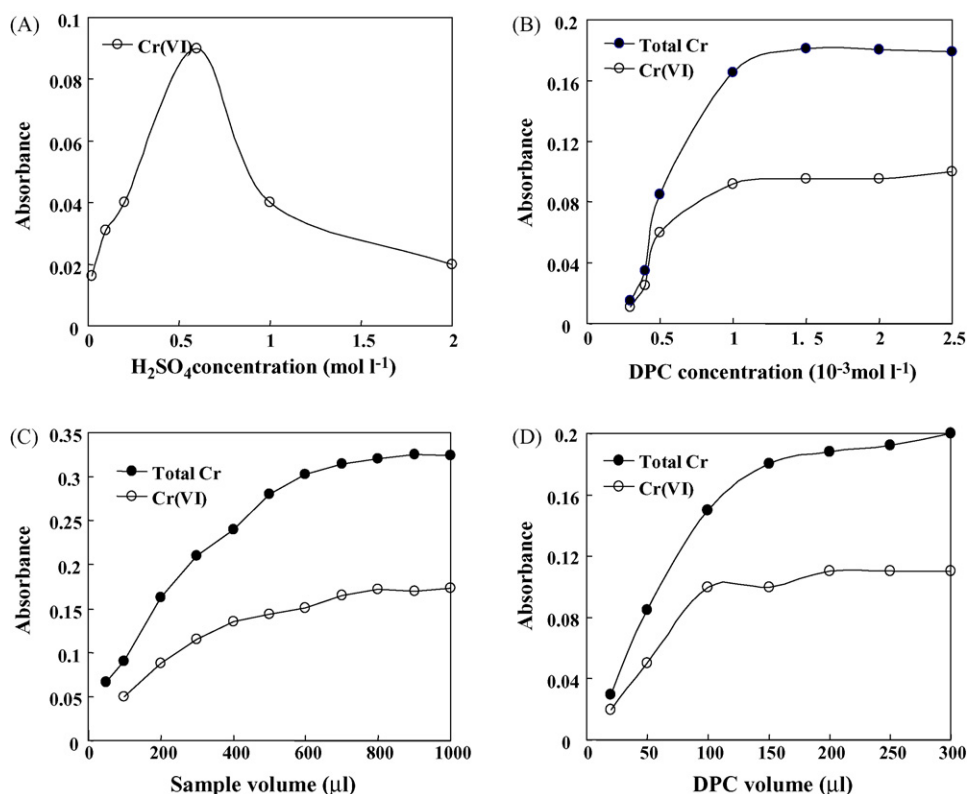 (A)
Cr(VI)
0.1
0.08
0.06
0.04
0.02
0
0 0.5 1 1.5 2
Absorbance
H₂SO₄concentration (mol l⁻¹)
(B)
Total Cr
Cr(VI)
0.2
0.16
0.12
0.08
0.04
0
0 0.5 1 1. 5 2 2.5
Absorbance
DPC concentration (10⁻³mol l⁻¹)
(C)
Total Cr
Cr(VI)
0.35
0.3
0.25
0.2
0.15
0.1
0.05
0
0 200 400 600 800 1000
Absorbance
Sample volume (μl)
(D)
Total Cr
Cr(VI)
0.2
0.16
0.12
0.08
0.04
0
0 50 100 150 200 250 300
Absorbance
DPC volume (μl)